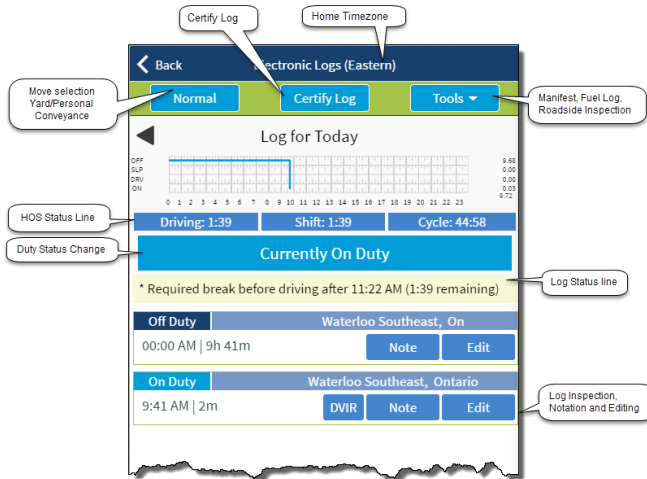 Certify Log
Home Timezone
Back
lectronic Logs (Eastern)
Move selection
Yard/Personal
Conveyance
Normal
Certify Log
Tools
Manifest, Fuel Log,
Roadside Inspection
Log for Today
OFF 9.68
SLP 0.00
DRV 0.00
ON 0.03
9.72
0 1 2 3 4 5 6 7 8 9 10 11 12 13 14 15 16 17 18 19 20 21 22 23
HOS Status Line
Driving: 1:39
Shift: 1:39
Cycle: 44:58
Duty Status Change
Currently On Duty
* Required break before driving after 11:22 AM (1:39 remaining)
Log Status line
Off Duty
Waterloo Southeast, On
00:00 AM | 9h 41m
Note
Edit
On Duty
Waterloo Southeast, Ontario
9:41 AM | 2m
DVIR
Note
Edit
Log Inspection,
Notation and Editing